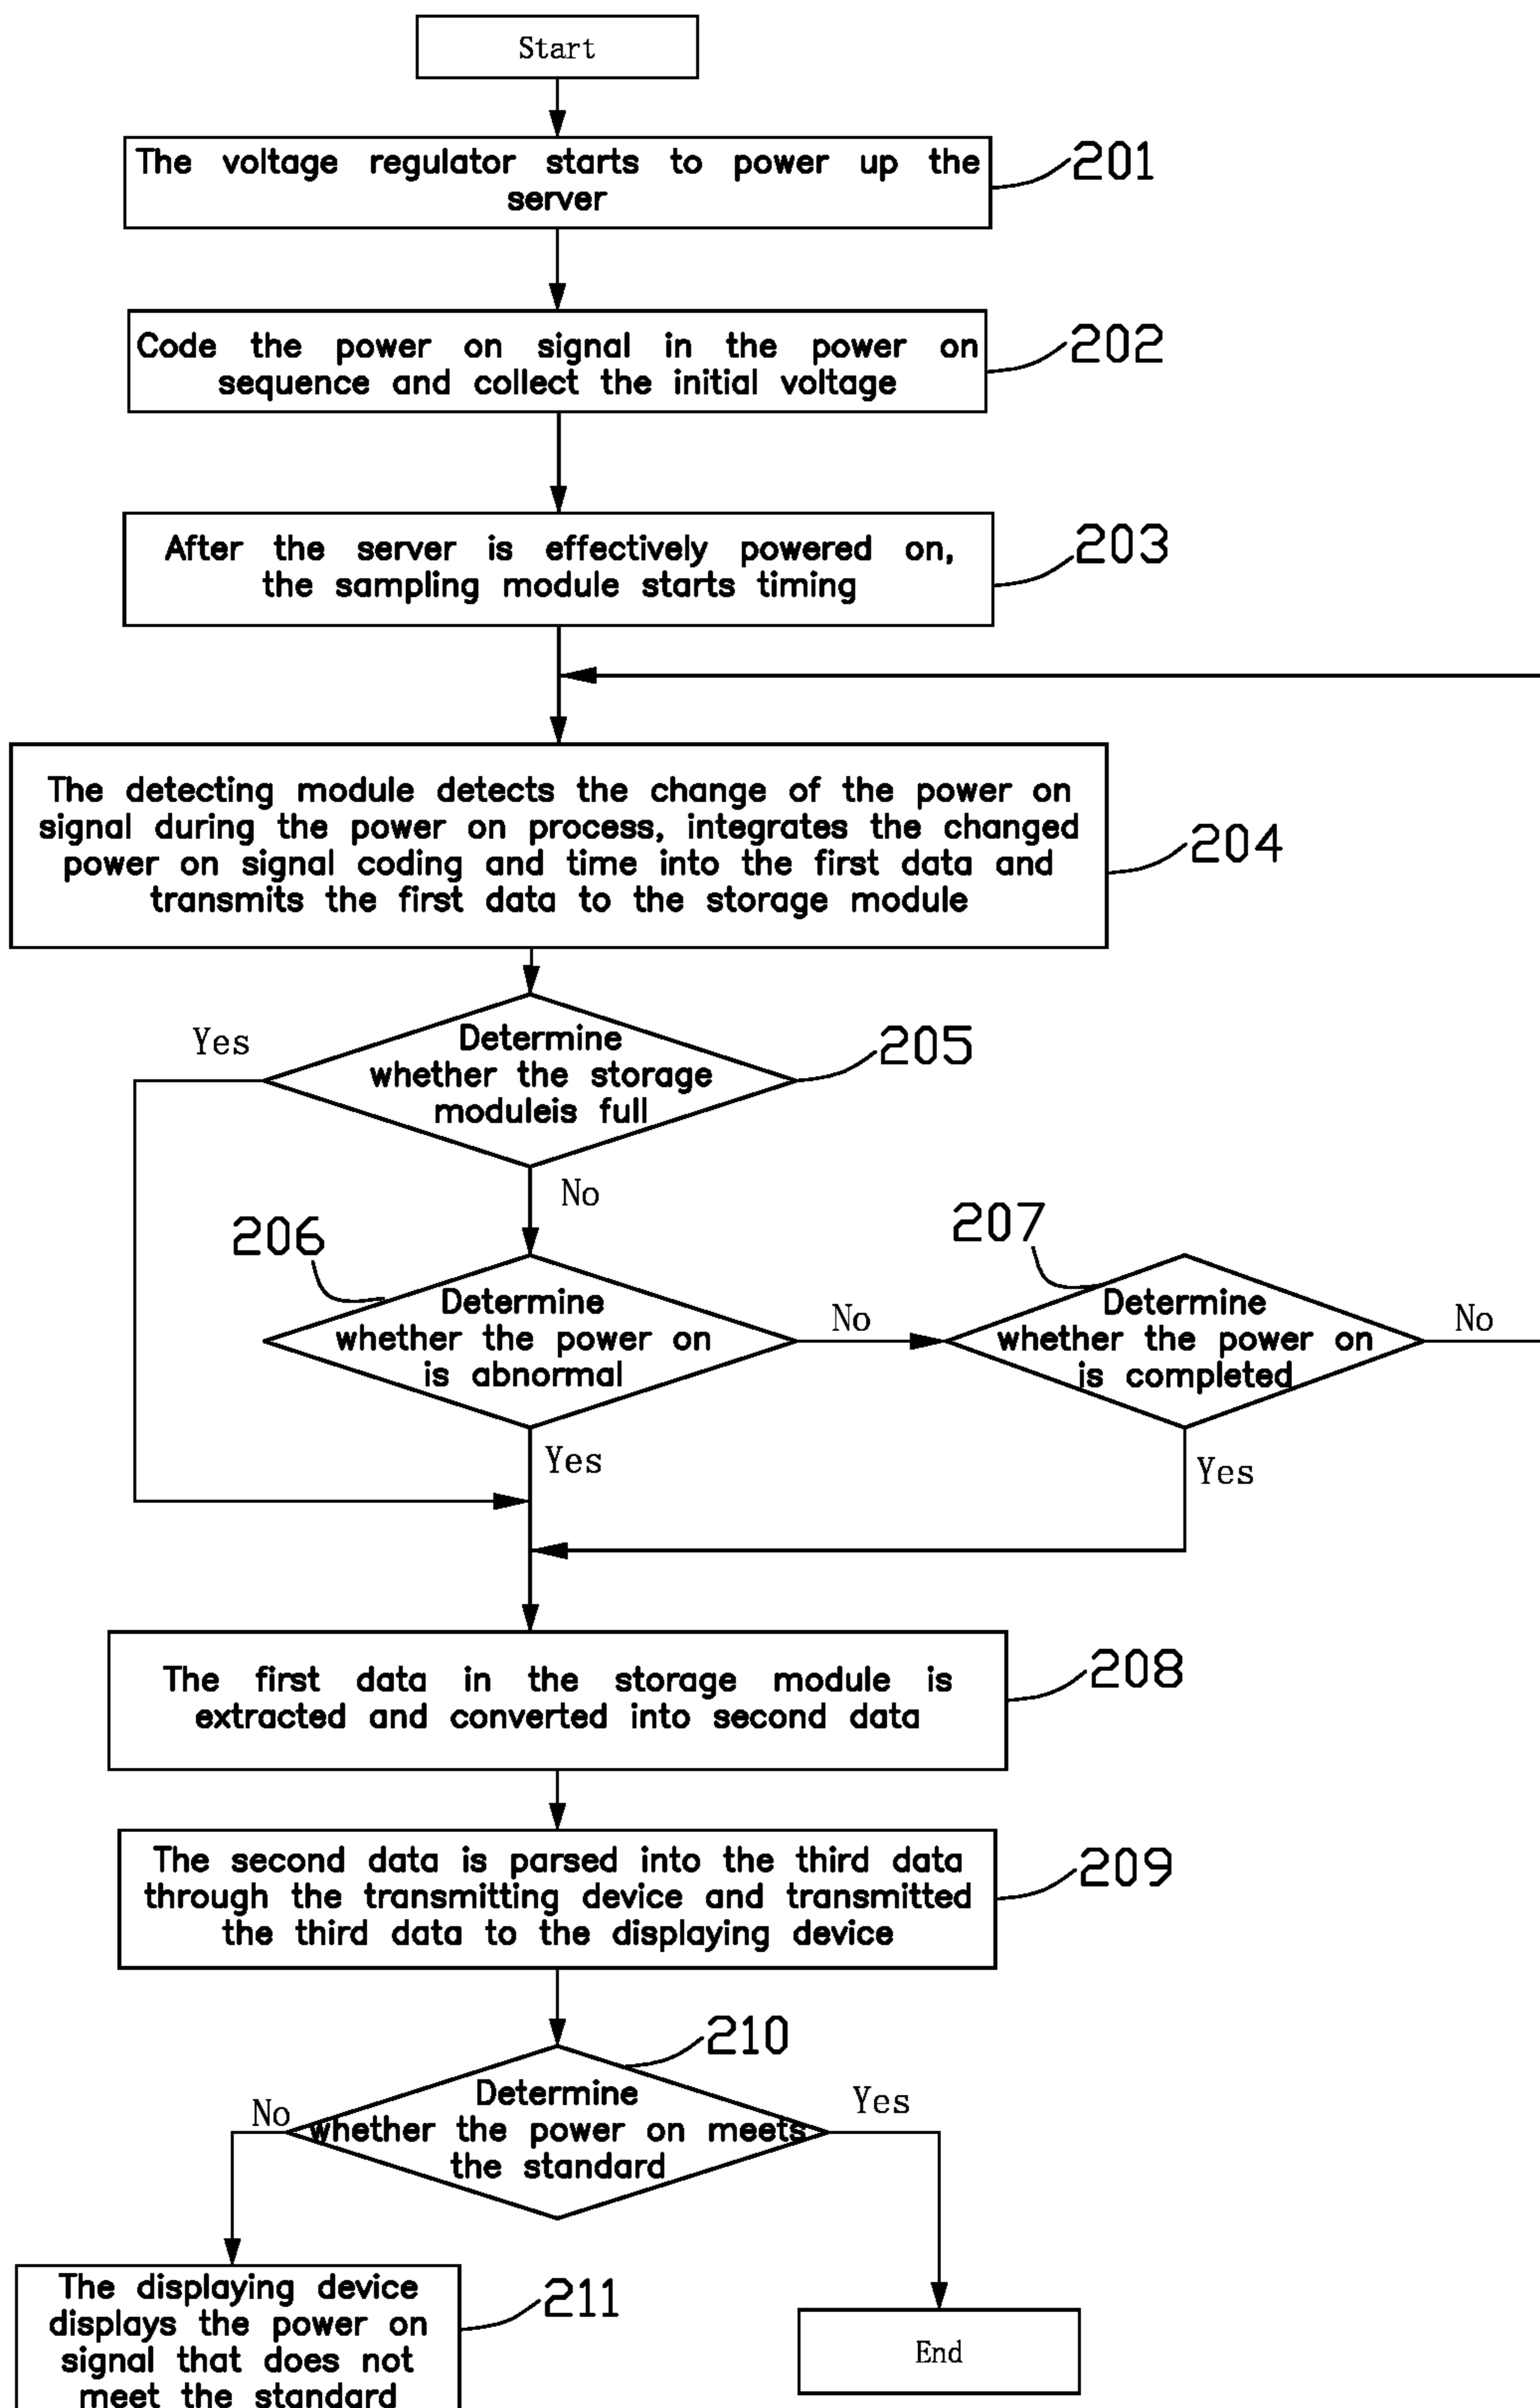 Start
The voltage regulator starts to power up the
server
201
Code the power on signal in the power on
sequence and collect the initial voltage
202
After the server is effectively powered on,
the sampling module starts timing
203
The detecting module detects the change of the power on
signal during the power on process, integrates the changed
power on signal coding and time into the first data and
transmits the first data to the storage module
204
Yes
Determine
whether the storage
moduleis full
205
No
206
Determine
whether the power on
is abnormal
No
207
Determine
whether the power on
is completed
No
Yes
Yes
The first data in the storage module is
extracted and converted into second data
208
The second data is parsed into the third data
through the transmitting device and transmitted
the third data to the displaying device
209
210
No
Determine
whether the power on meets
the standard
Yes
The displaying device
displays the power on
signal that does not
meet the standard
211
End